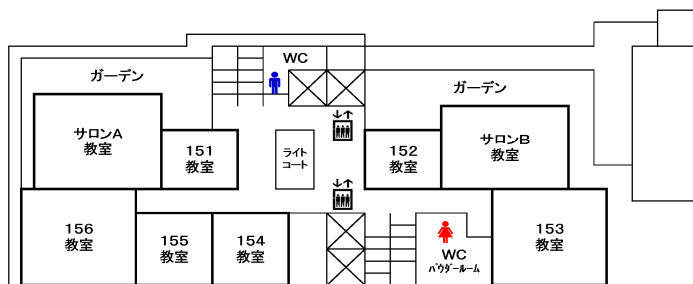 WC
ガーデン
ガーデン
サロンA
教室
151
教室
ライト
コート
152
教室
サロンB
教室
156
教室
155
教室
154
教室
WC
パウダールーム
153
教室